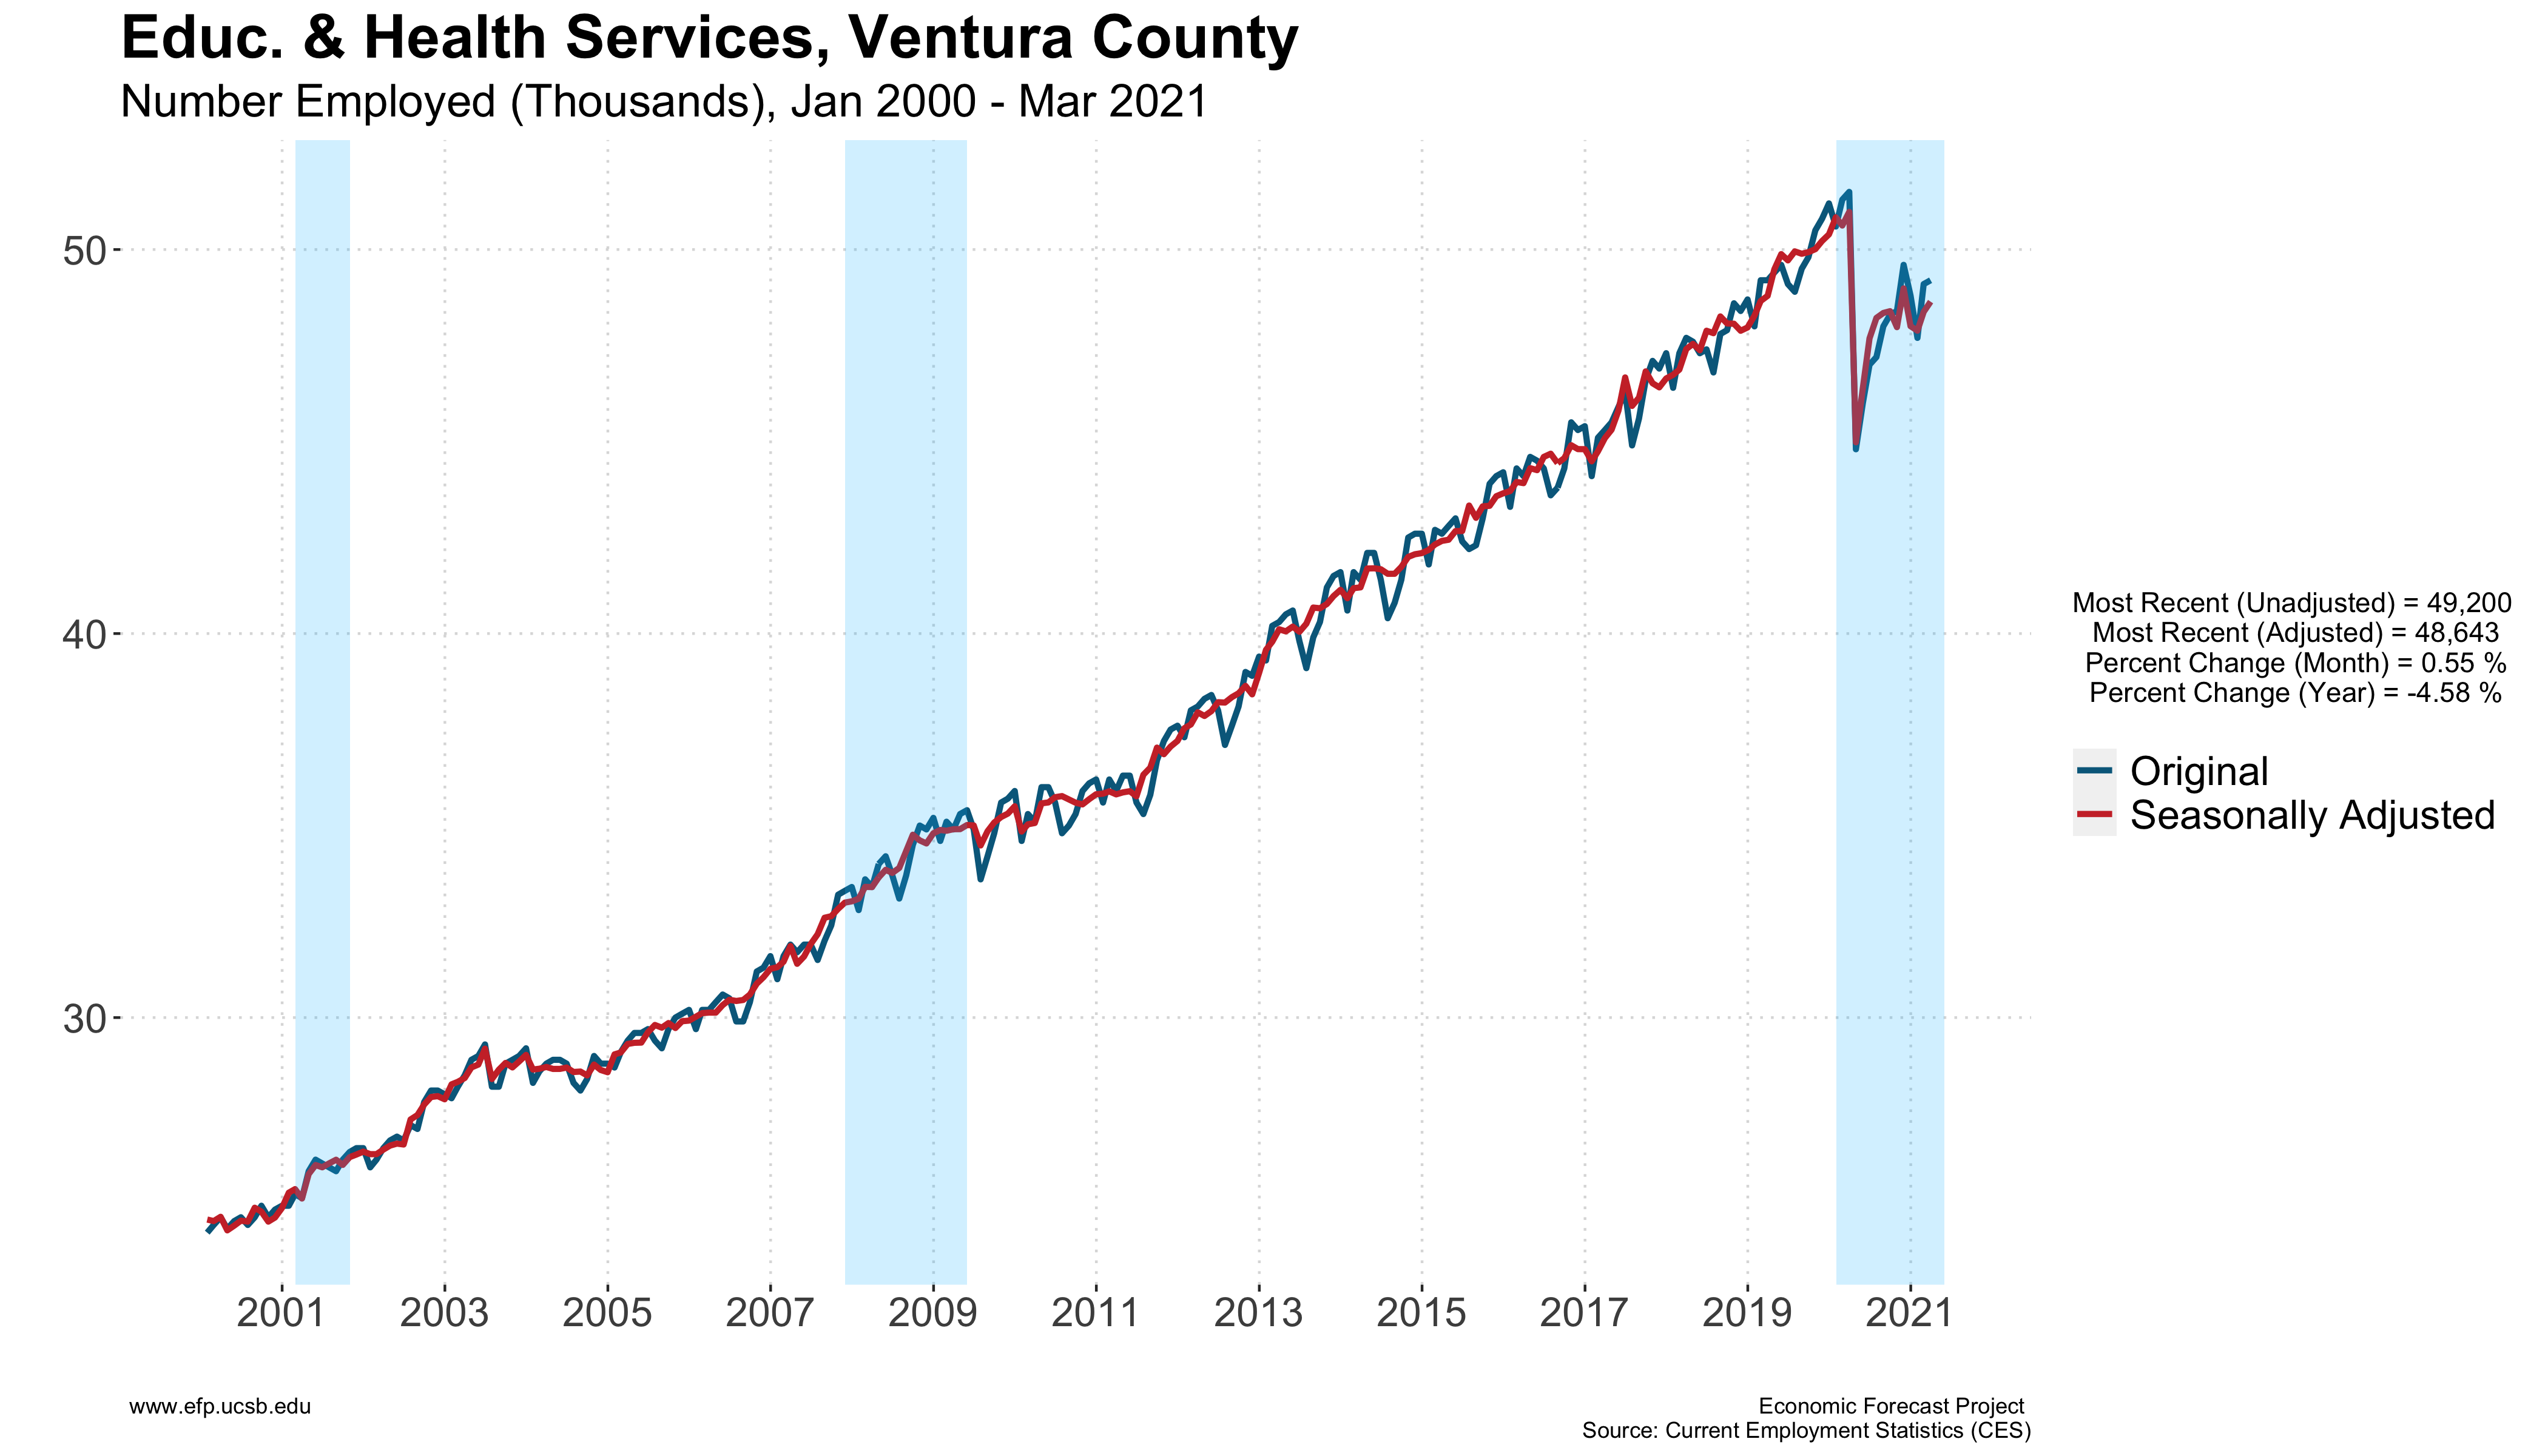 Educ. & Health Services, Ventura County
Number Employed (Thousands), Jan 2000 - Mar 2021
50
40
30
2001 2003 2005 2007 2009 2011 2013 2015 2017 2019 2021
Most Recent (Unadjusted) = 49,200
Most Recent (Adjusted) = 48,643
Percent Change (Month) = 0.55 %
Percent Change (Year) = -4.58 %
Original
Seasonally Adjusted
www.efp.ucsb.edu
Economic Forecast Project
Source: Current Employment Statistics (CES)